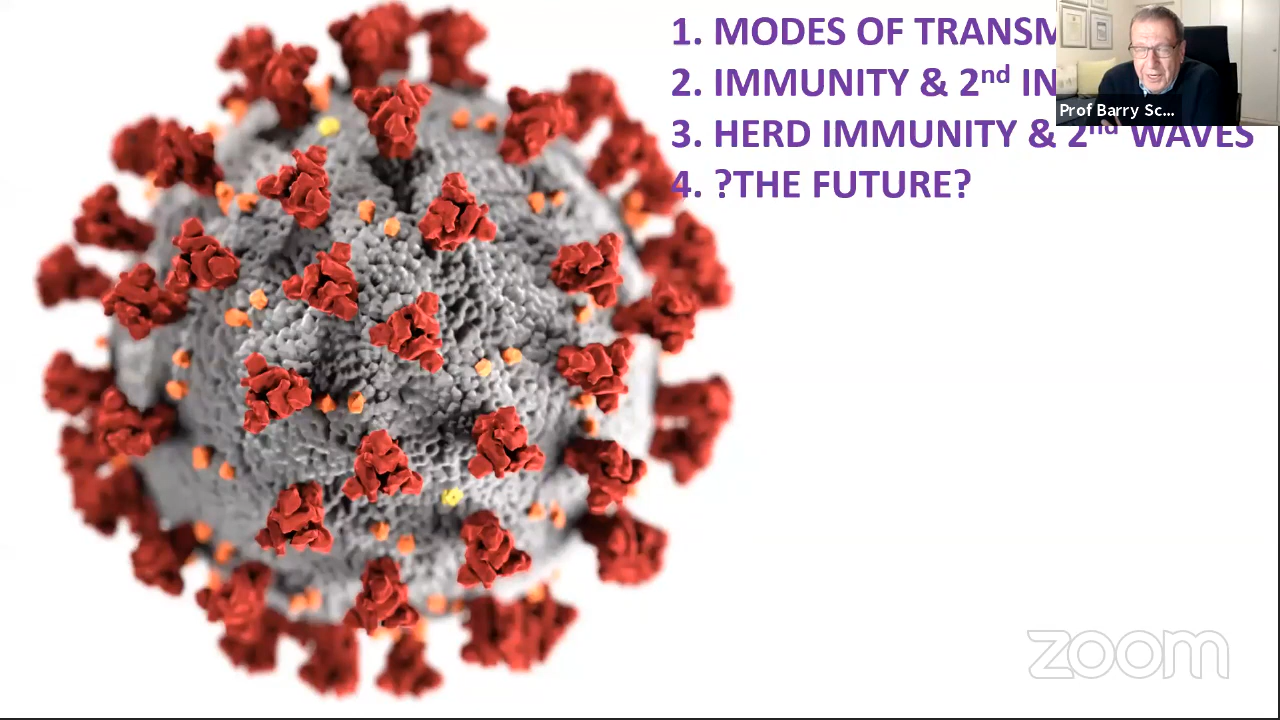 1. MODES OF TRANSM
2. IMMUNITY & 2nd IN
3. HERD IMMUNITY & 2nd WAVES
4. ?THE FUTURE?
Prof Barry Sc...
zoom